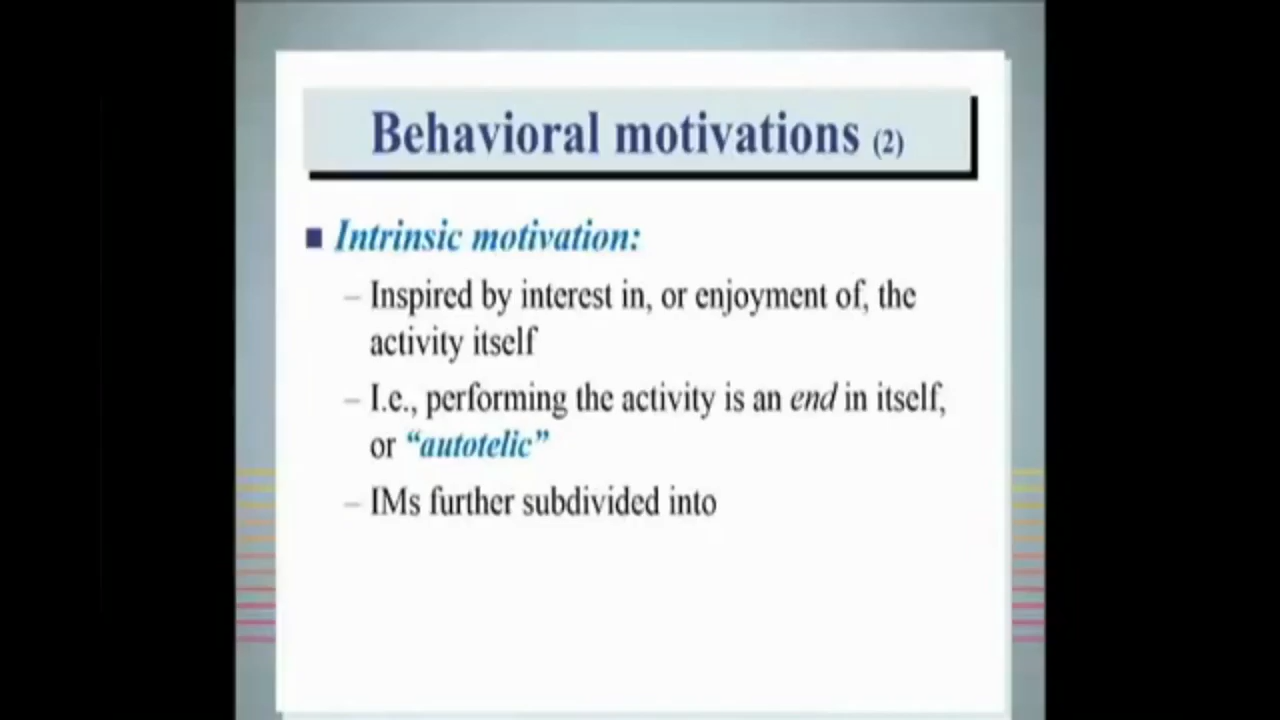 Behavioral motivations (2)
Intrinsic motivation:
– Inspired by interest in, or enjoyment of, the
activity itself
– I.e., performing the activity is an end in itself,
or “autotelic”
– IMs further subdivided into